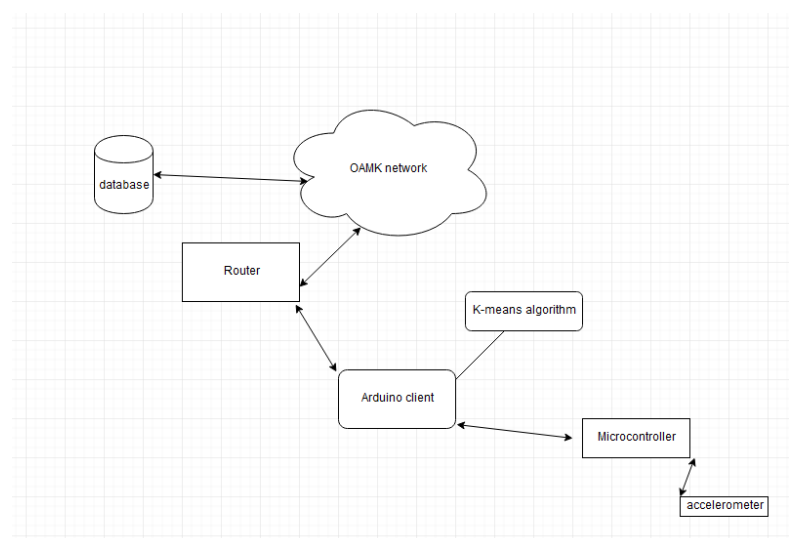 OAMK network
database
Router
K-means algorithm
Arduino client
Microcontroller
accelerometer